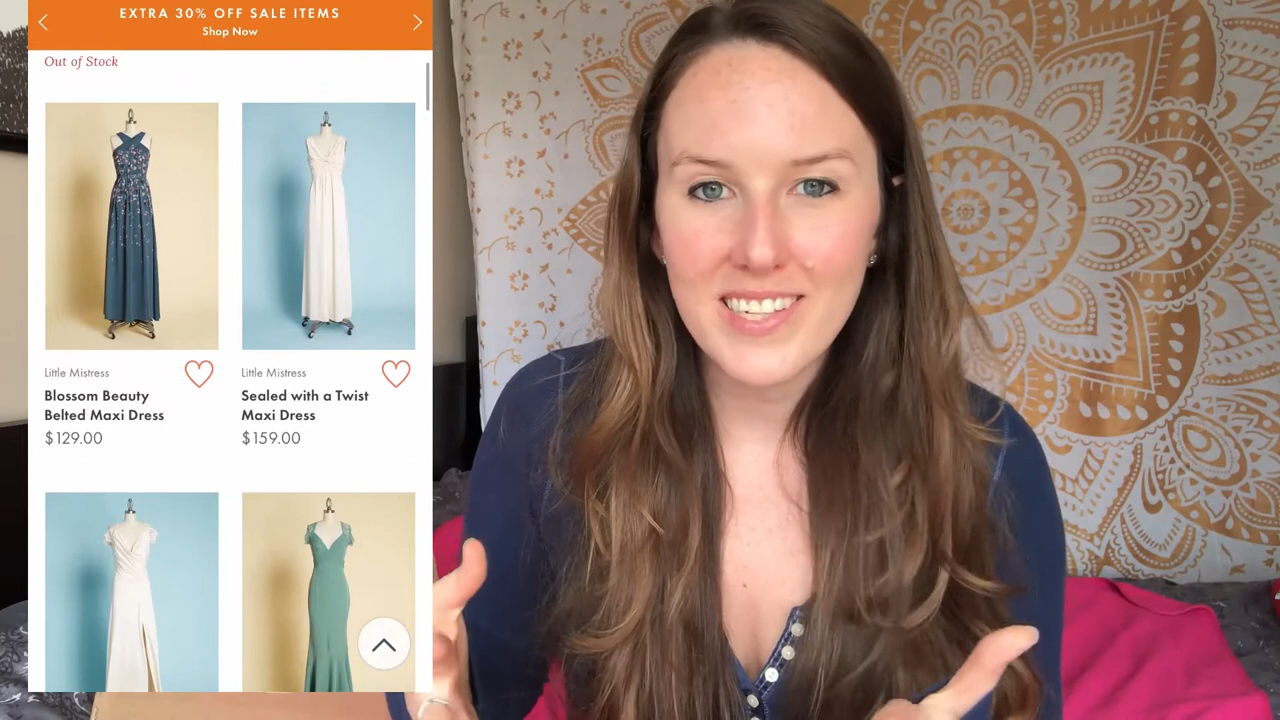 EXTRA 30% OFF SALE ITEMS
Shop Now
Out of Stock
Little Mistress
Blossom Beauty
Belted Maxi Dress
$129.00
Little Mistress
Sealed with a Twist
Maxi Dress
$159.00